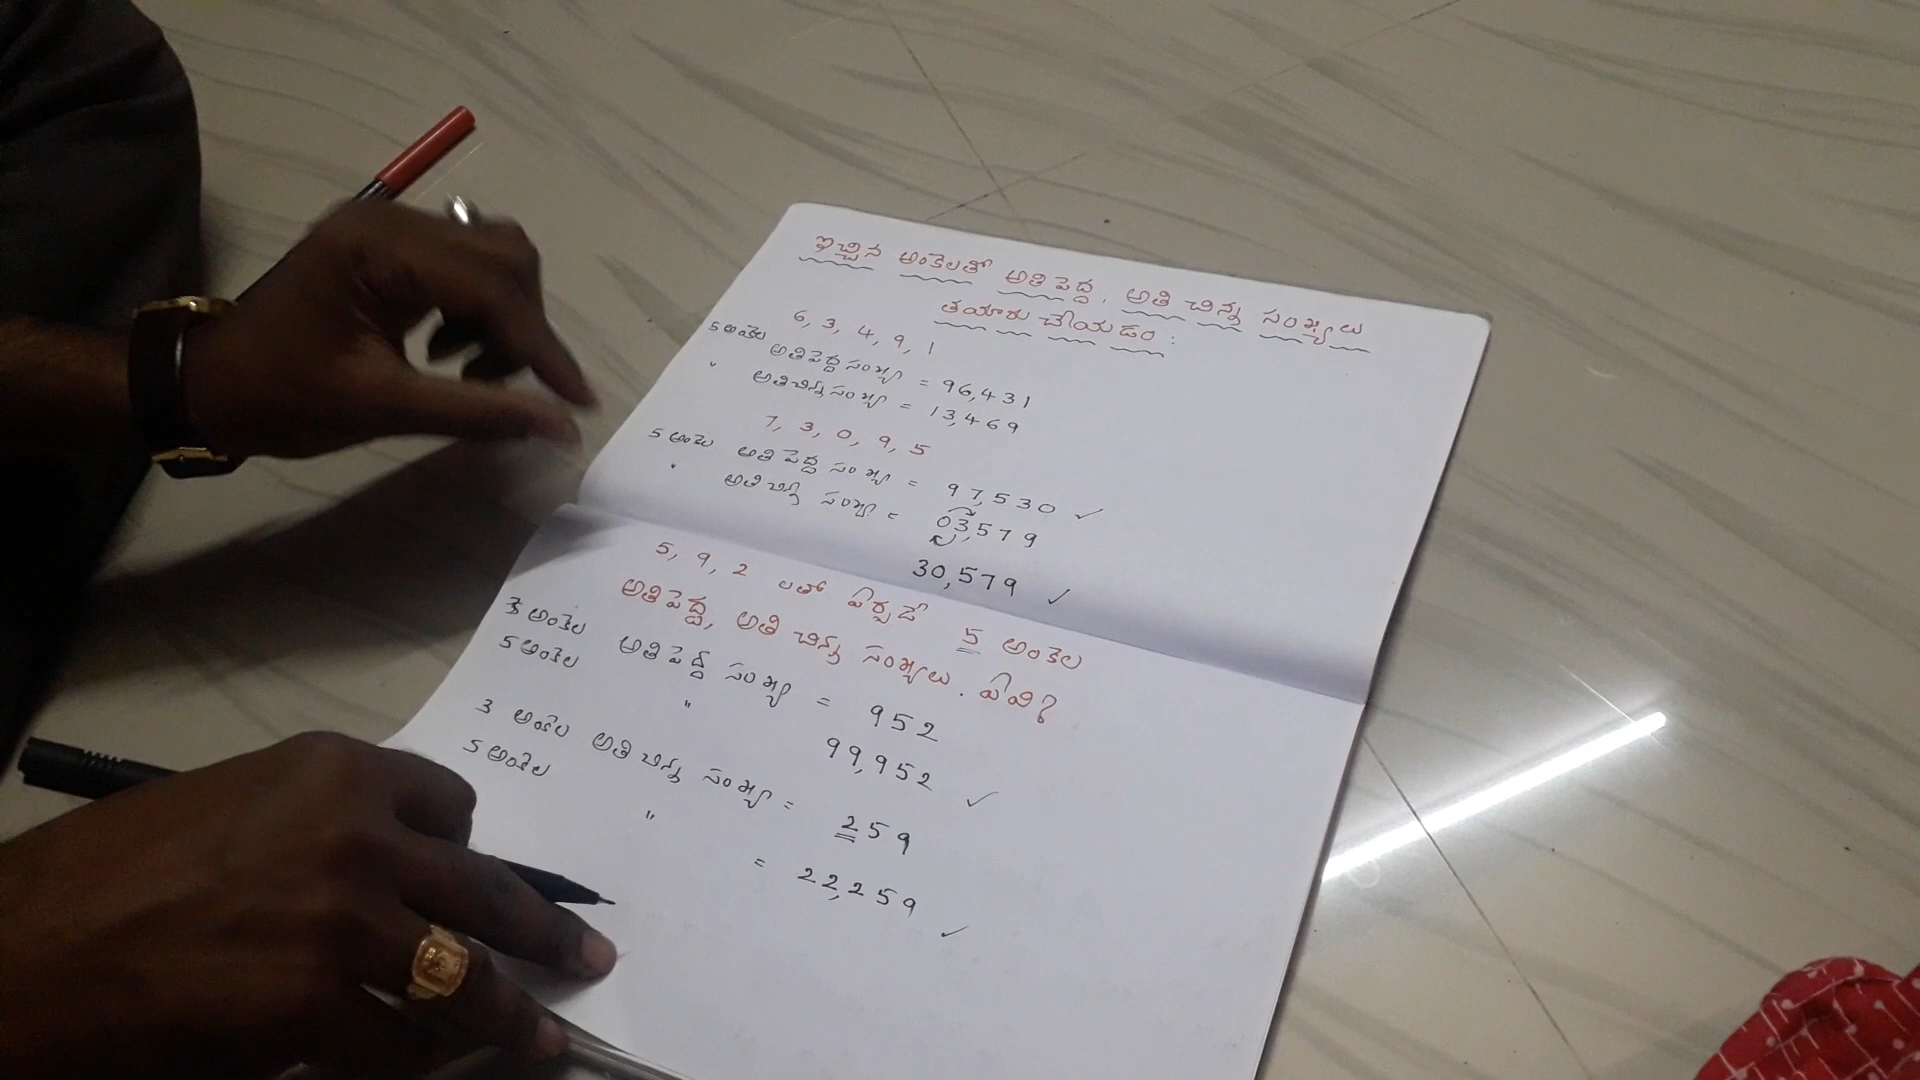 ఇచ్చిన అంకెలతో అతి పెద్ద, అతి చిన్న సంఖ్యలు
తయారు చేయడం :
6, 3, 4, 9, 1
5 అంకెల అతి పెద్ద సంఖ్య = 96,431
" అతి చిన్న సంఖ్య = 13,469
7, 3, 0, 9, 5
5 అంకెల అతి పెద్ద సంఖ్య = 97,530 ✓
" అతి చిన్న సంఖ్య = 03,579
30,579 ✓
5, 9, 2 లతో ఏర్పడే 5 అంకెల
అతిపెద్ద, అతి చిన్న సంఖ్యలు. ఏవి?
3 అంకెల అతి పెద్ద సంఖ్య = 952
5 అంకెల " 99,952 ✓
3 అంకెల అతి చిన్న సంఖ్య = 259
5 అంకెల " = 22,259 ✓